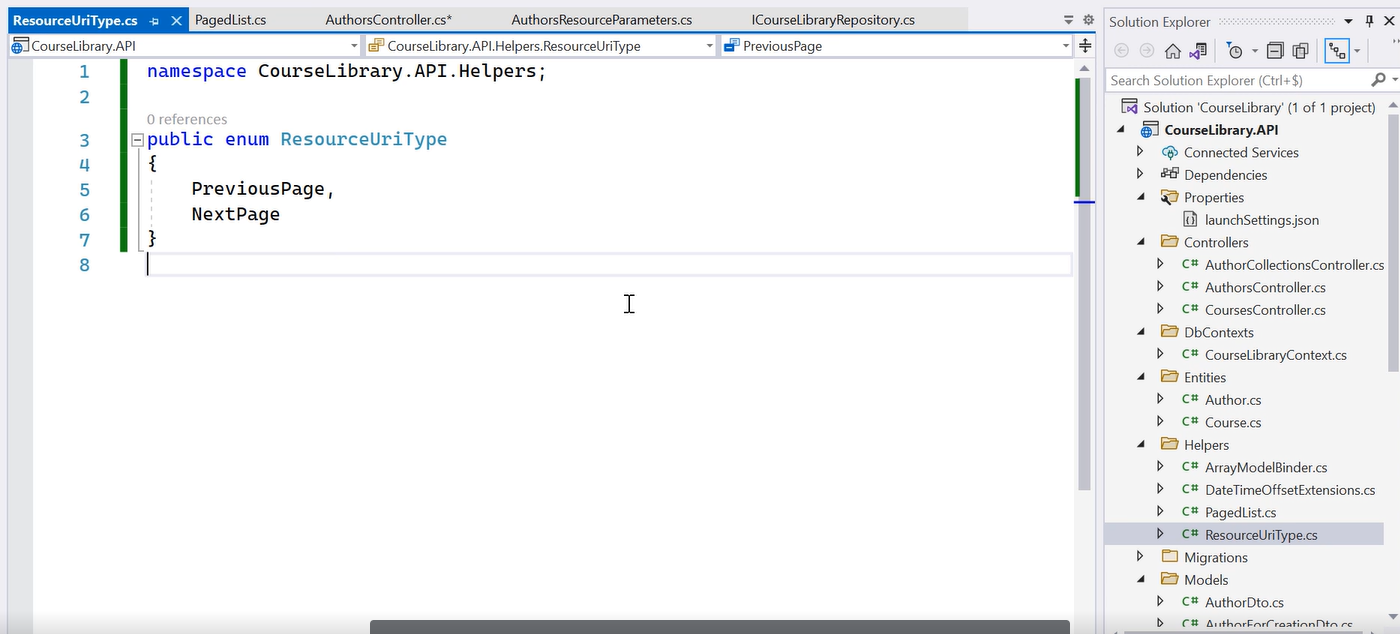 ResourceUriType.cs
PagedList.cs
AuthorsController.cs*
AuthorsResourceParameters.cs
ICourseLibraryRepository.cs
CourseLibrary.API
CourseLibrary.API.Helpers.ResourceUriType
PreviousPage
1 namespace CourseLibrary.API.Helpers;
2
0 references
3 public enum ResourceUriType
4 {
5 PreviousPage,
6 NextPage
7 }
8
Solution Explorer
Search Solution Explorer (Ctrl+$)
Solution 'CourseLibrary' (1 of 1 project)
CourseLibrary.API
Connected Services
Dependencies
Properties
launchSettings.json
Controllers
C# AuthorCollectionsController.cs
C# AuthorsController.cs
C# CoursesController.cs
DbContexts
C# CourseLibraryContext.cs
Entities
C# Author.cs
C# Course.cs
Helpers
C# ArrayModelBinder.cs
C# DateTimeOffsetExtensions.cs
C# PagedList.cs
C# ResourceUriType.cs
Migrations
Models
C# AuthorDto.cs
C# AuthorForCreationDto.cs